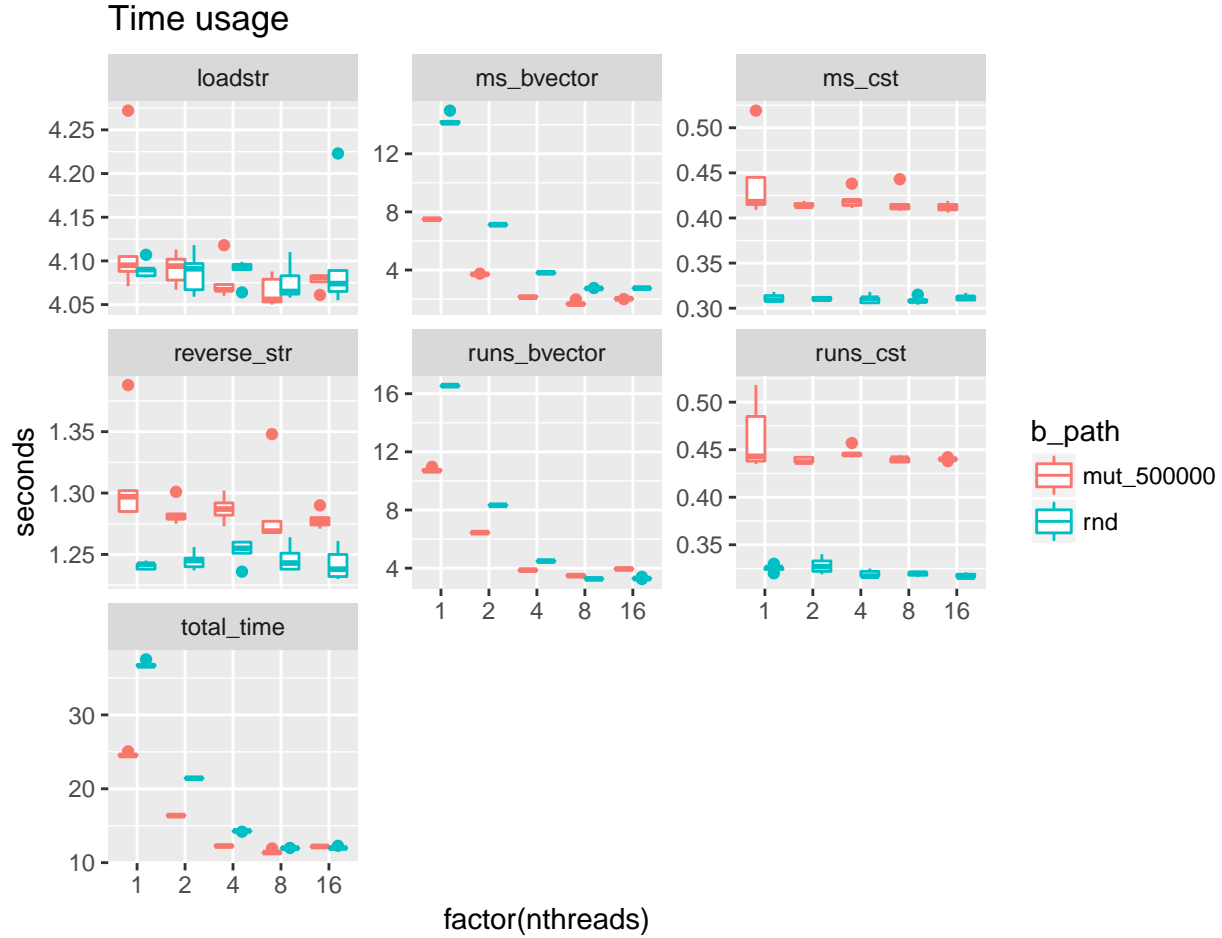 Time usage
loadstr
ms_bvector
ms_cst
4.25
4.20
4.15
4.10
4.05
12
8
4
0.50
0.45
0.40
0.35
0.30
reverse_str
runs_bvector
runs_cst
1.35
1.30
1.25
16
12
8
4
0.50
0.45
0.40
0.35
1 2 4 8 16
1 2 4 8 16
total_time
30
20
10
1 2 4 8 16
seconds
factor(nthreads)
b_path
mut_500000
rnd